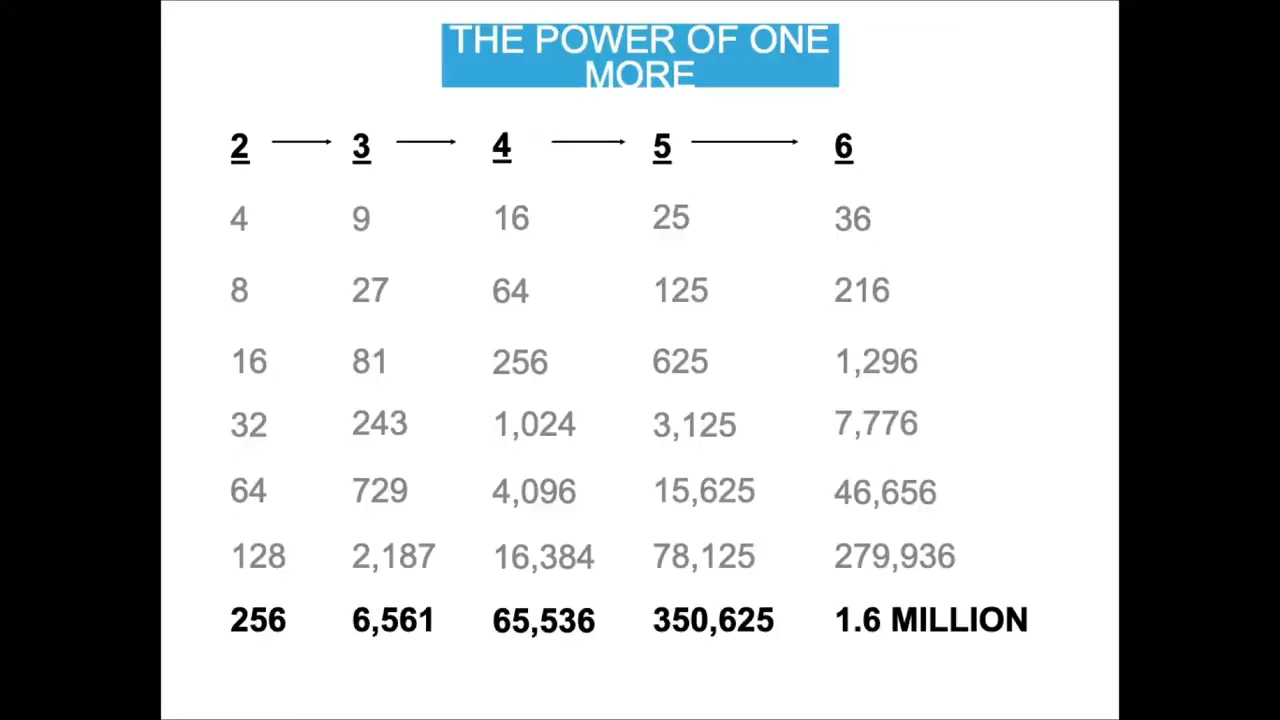 THE POWER OF ONE
MORE
2 3 4 5 6
4 9 16 25 36
8 27 64 125 216
16 81 256 625 1,296
32 243 1,024 3,125 7,776
64 729 4,096 15,625 46,656
128 2,187 16,384 78,125 279,936
256 6,561 65,536 350,625 1.6 MILLION